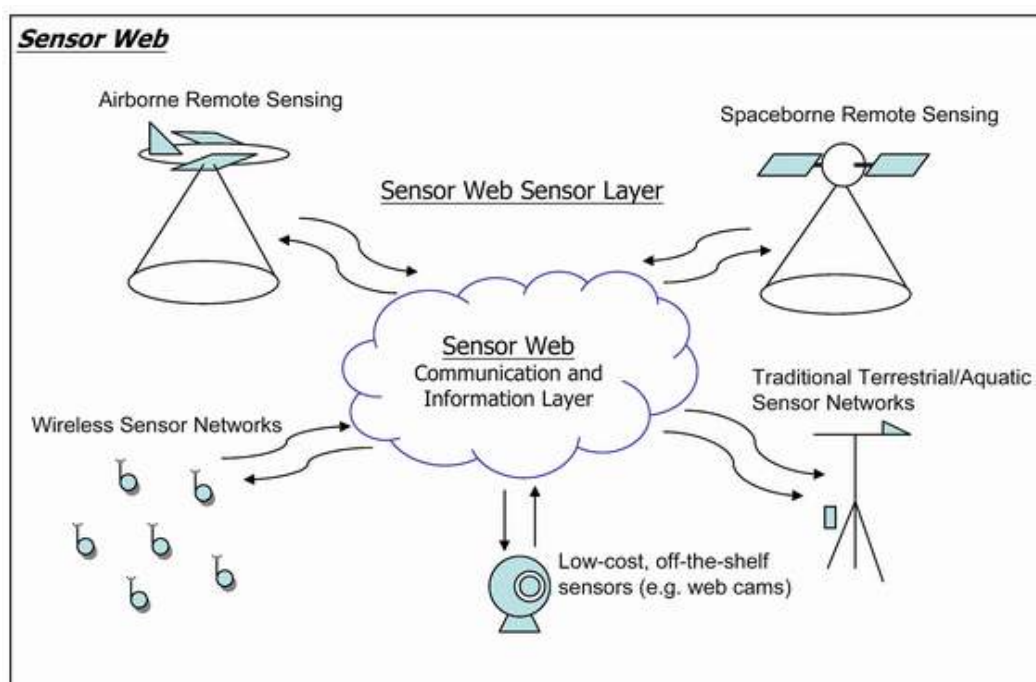 Sensor Web
Airborne Remote Sensing
Spaceborne Remote Sensing
Sensor Web Sensor Layer
Sensor Web
Communication and
Information Layer
Traditional Terrestrial/Aquatic
Sensor Networks
Wireless Sensor Networks
Low-cost, off-the-shelf
sensors (e.g. web cams)